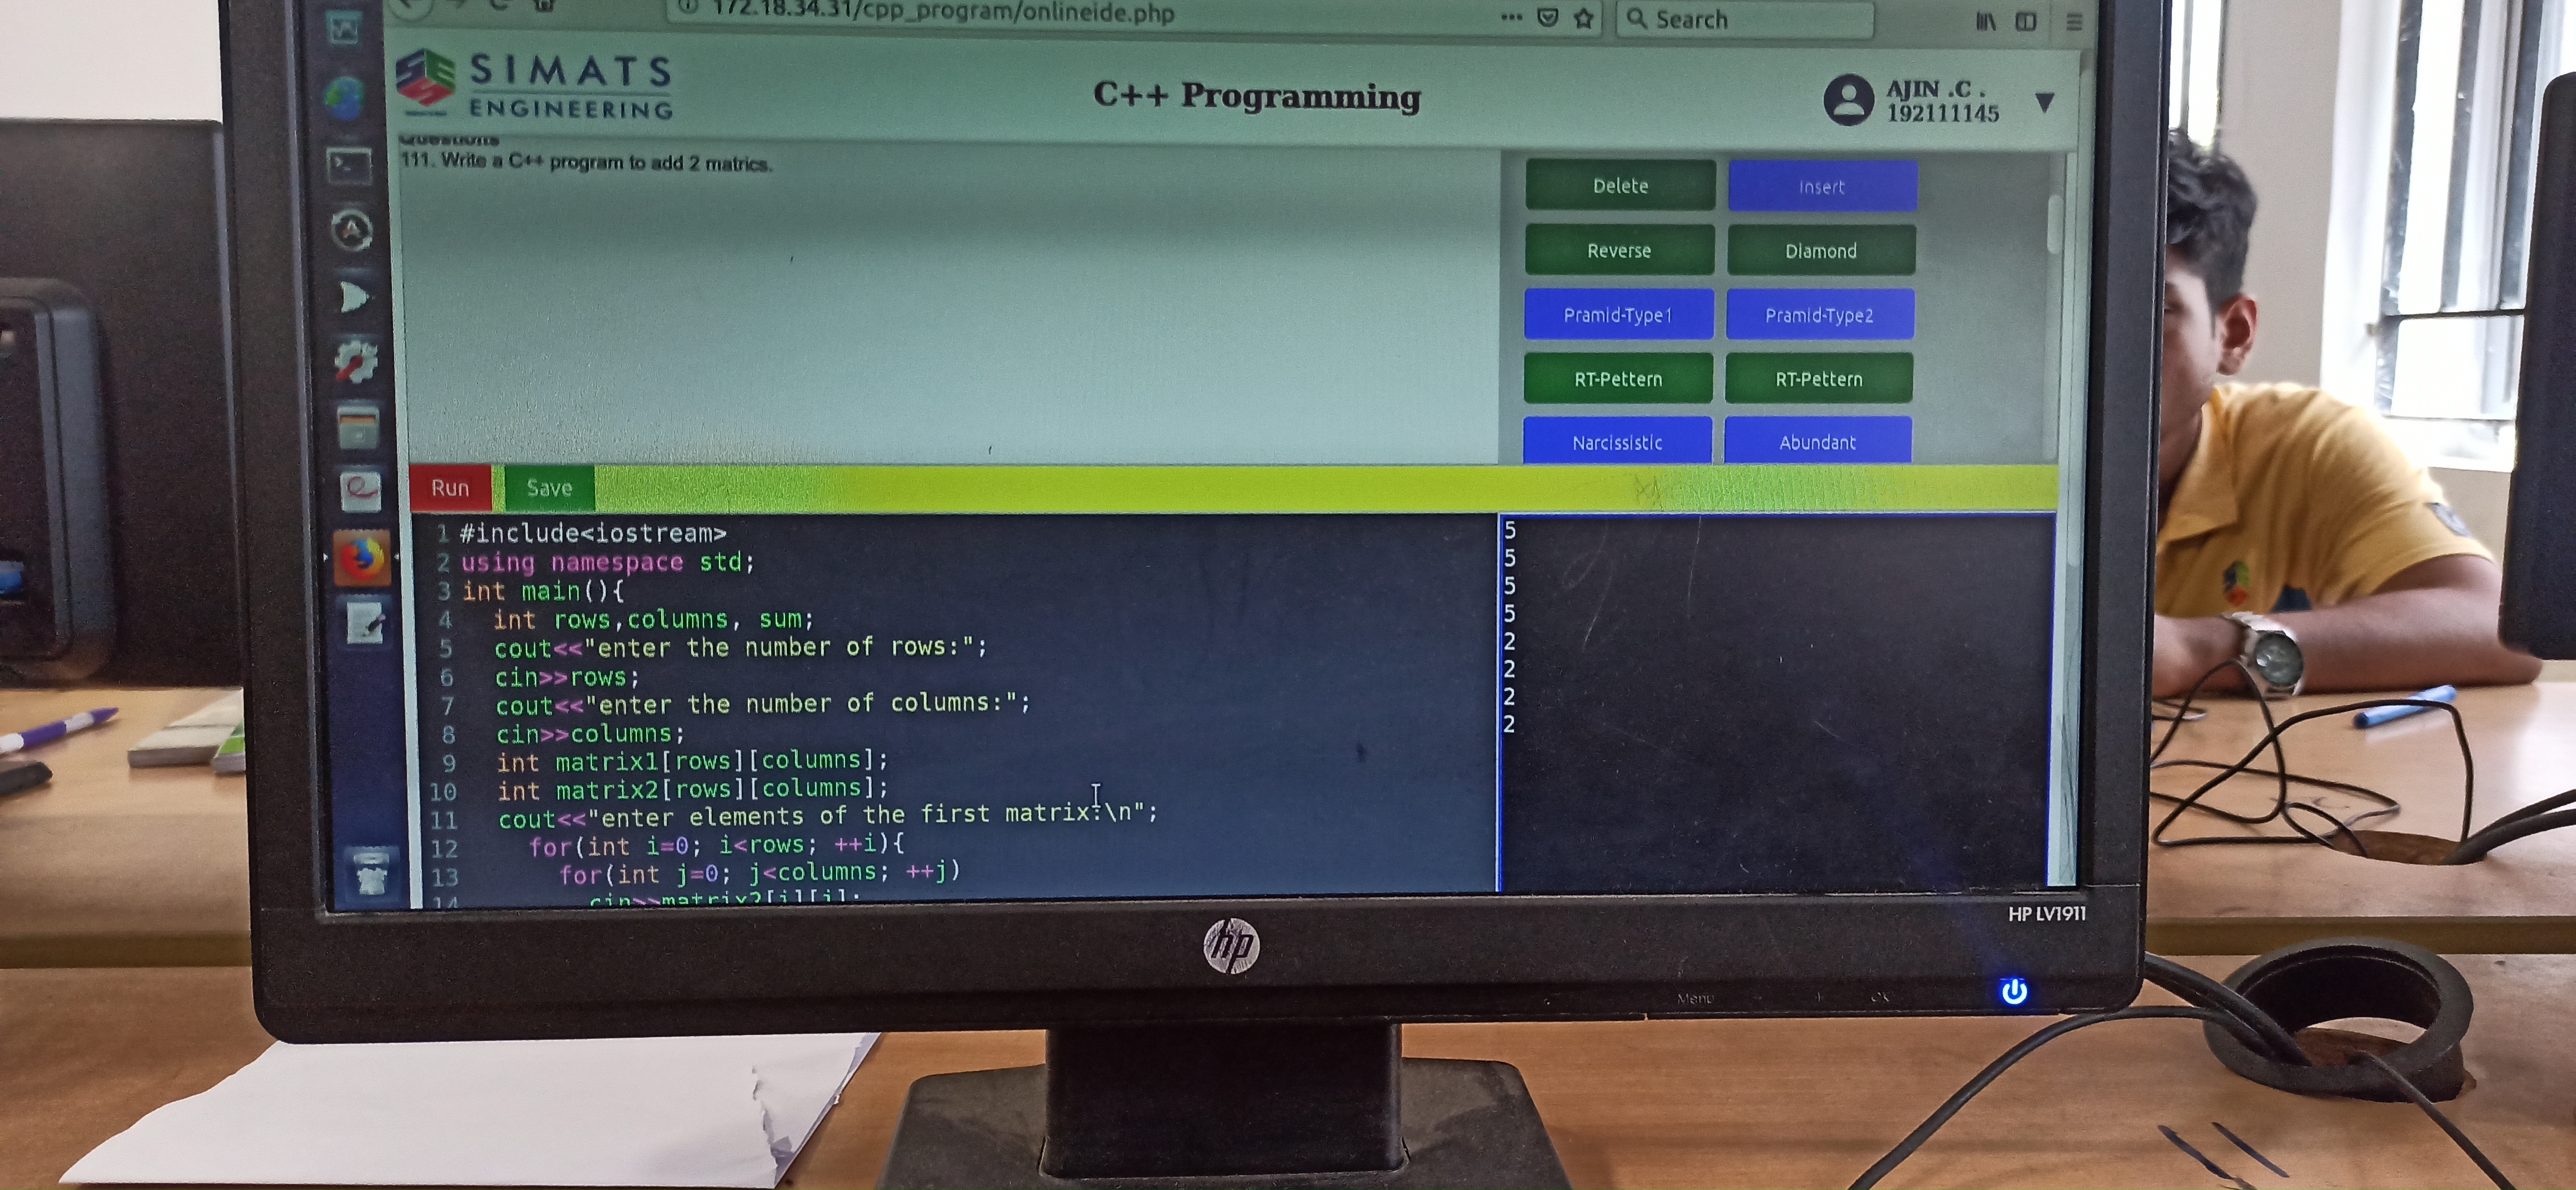 172.18.34.31/cpp_program/onlineide.php
Search
SIMATS
ENGINEERING
C++ Programming
AJIN .C .
192111145
Questions
111. Write a C++ program to add 2 matrics.
Delete
Insert
Reverse
Diamond
Pramid-Type1
Pramid-Type2
RT-Pettern
RT-Pettern
Narcissistic
Abundant
Run
Save
1 #include<iostream>
2 using namespace std;
3 int main(){
4 int rows,columns, sum;
5 cout<<"enter the number of rows:";
6 cin>>rows;
7 cout<<"enter the number of columns:";
8 cin>>columns;
9 int matrix1[rows][columns];
10 int matrix2[rows][columns];
11 cout<<"enter elements of the first matrix:\n";
12 for(int i=0; i<rows; ++i){
13 for(int j=0; j<columns; ++j)
14 cin>>matrix2[i][j];
5
5
5
5
2
2
2
2
HP LV1911
hp
Menu
OK